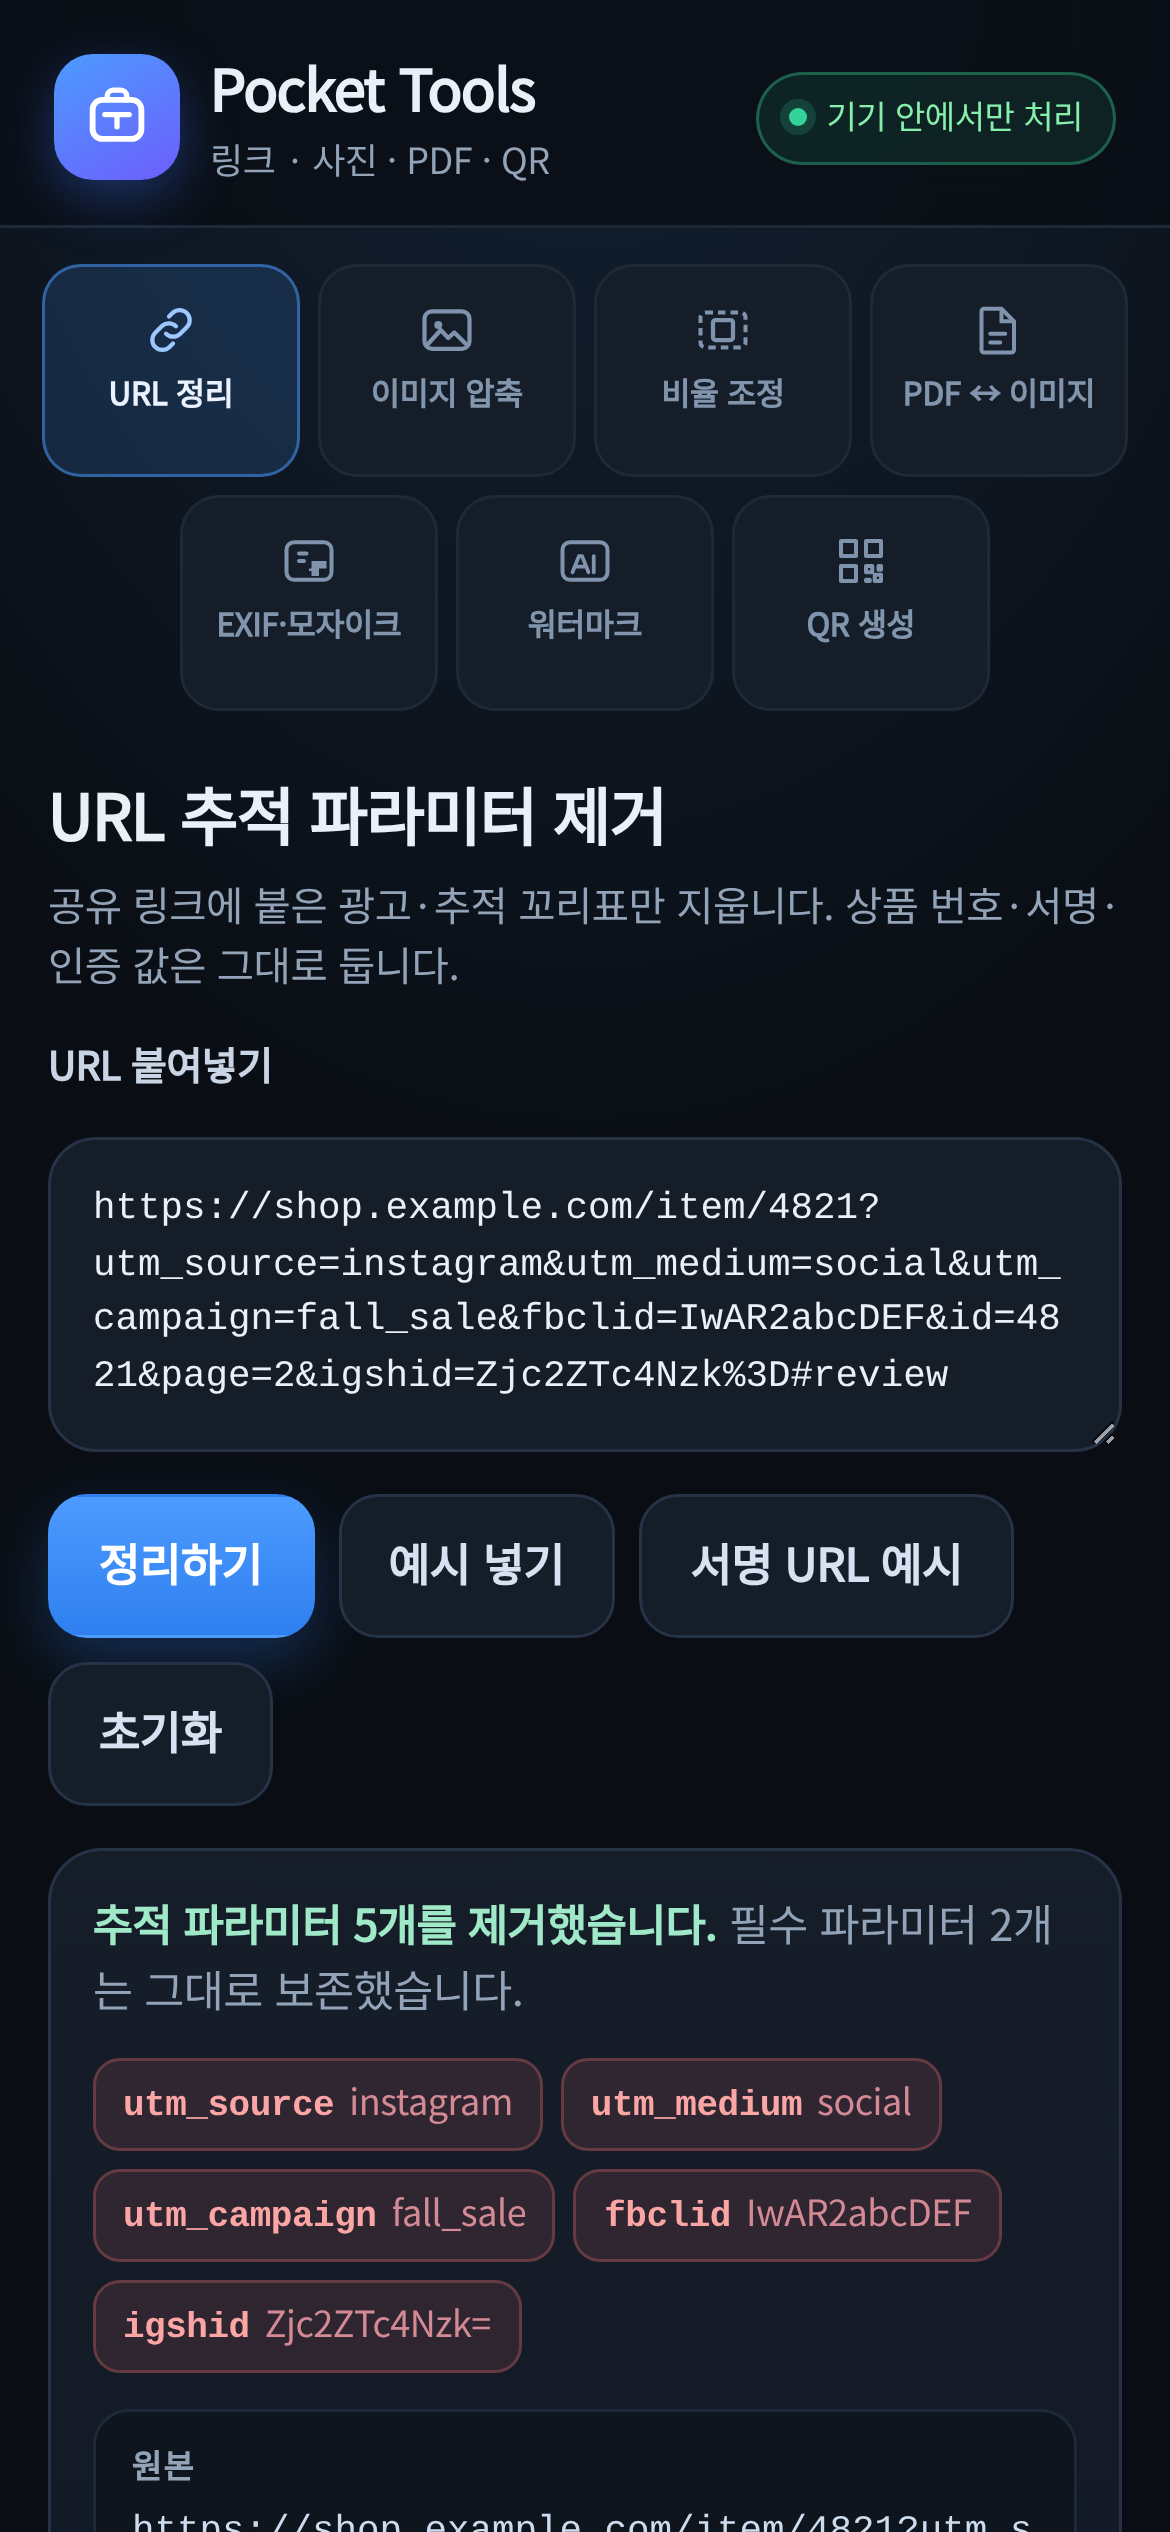 Pocket Tools
링크 · 사진 · PDF · QR
기기 안에서만 처리
URL 정리
이미지 압축
비율 조정
PDF ↔ 이미지
EXIF·모자이크
AI
워터마크
QR 생성
URL 추적 파라미터 제거
공유 링크에 붙은 광고·추적 꼬리표만 지웁니다. 상품 번호·서명·
인증 값은 그대로 둡니다.
URL 붙여넣기
https://shop.example.com/item/4821?
utm_source=instagram&utm_medium=social&utm_
campaign=fall_sale&fbclid=IwAR2abcDEF&id=48
21&page=2&igshid=Zjc2ZTc4Nzk%3D#review
정리하기
예시 넣기
서명 URL 예시
초기화
추적 파라미터 5개를 제거했습니다. 필수 파라미터 2개
는 그대로 보존했습니다.
utm_source instagram
utm_medium social
utm_campaign fall_sale
fbclid IwAR2abcDEF
igshid Zjc2ZTc4Nzk=
원본
https://shop.example.com/item/4821?utm_s